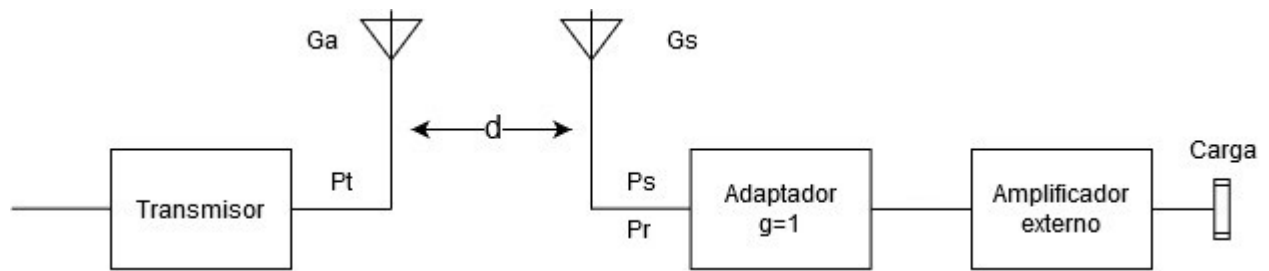 Ga
Gs
d
Carga
Transmisor
Pt
Ps
Pr
Adaptador
g=1
Amplificador
externo